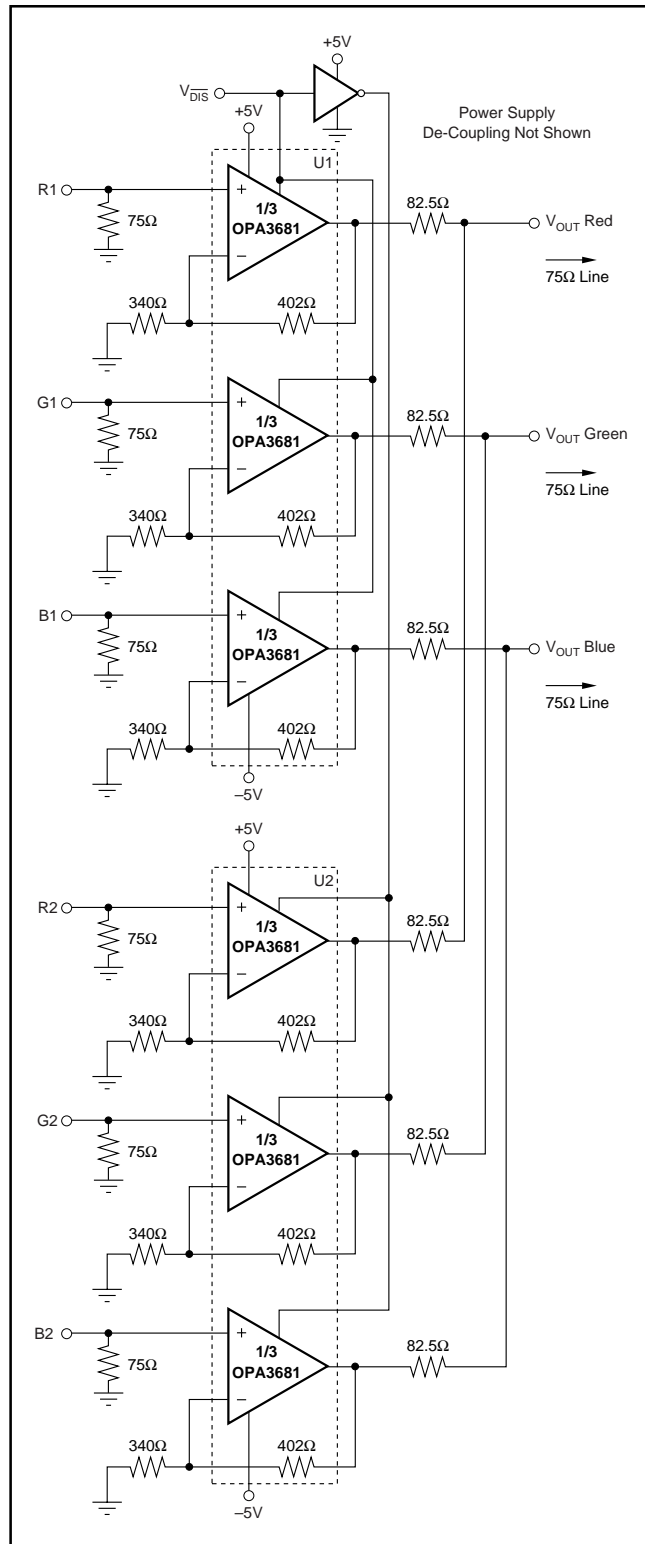 +5V
V_DIS
+5V
Power Supply
De-Coupling Not Shown
U1
R1
+
1/3
OPA3681
–
75Ω
82.5Ω
V_OUT Red
75Ω Line
340Ω
402Ω
G1
+
1/3
OPA3681
–
75Ω
82.5Ω
V_OUT Green
75Ω Line
340Ω
402Ω
B1
+
1/3
OPA3681
–
75Ω
82.5Ω
V_OUT Blue
75Ω Line
340Ω
402Ω
–5V
+5V
U2
R2
+
1/3
OPA3681
–
75Ω
82.5Ω
340Ω
402Ω
G2
+
1/3
OPA3681
–
75Ω
82.5Ω
340Ω
402Ω
B2
+
1/3
OPA3681
–
75Ω
82.5Ω
340Ω
402Ω
–5V